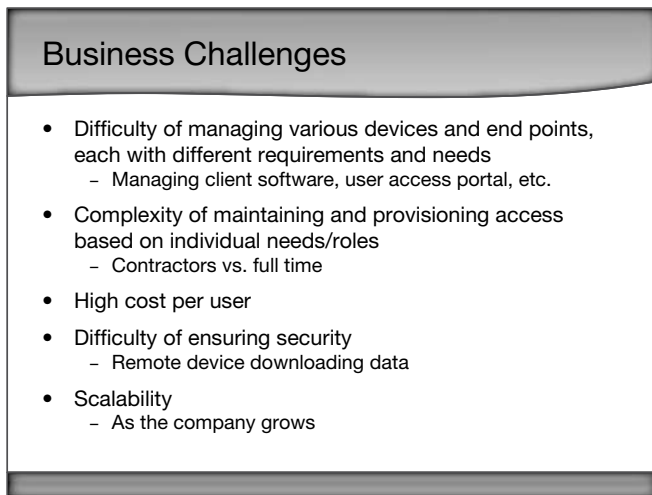 Business Challenges
• Difficulty of managing various devices and end points,
each with different requirements and needs
– Managing client software, user access portal, etc.
• Complexity of maintaining and provisioning access
based on individual needs/roles
– Contractors vs. full time
• High cost per user
• Difficulty of ensuring security
– Remote device downloading data
• Scalability
– As the company grows